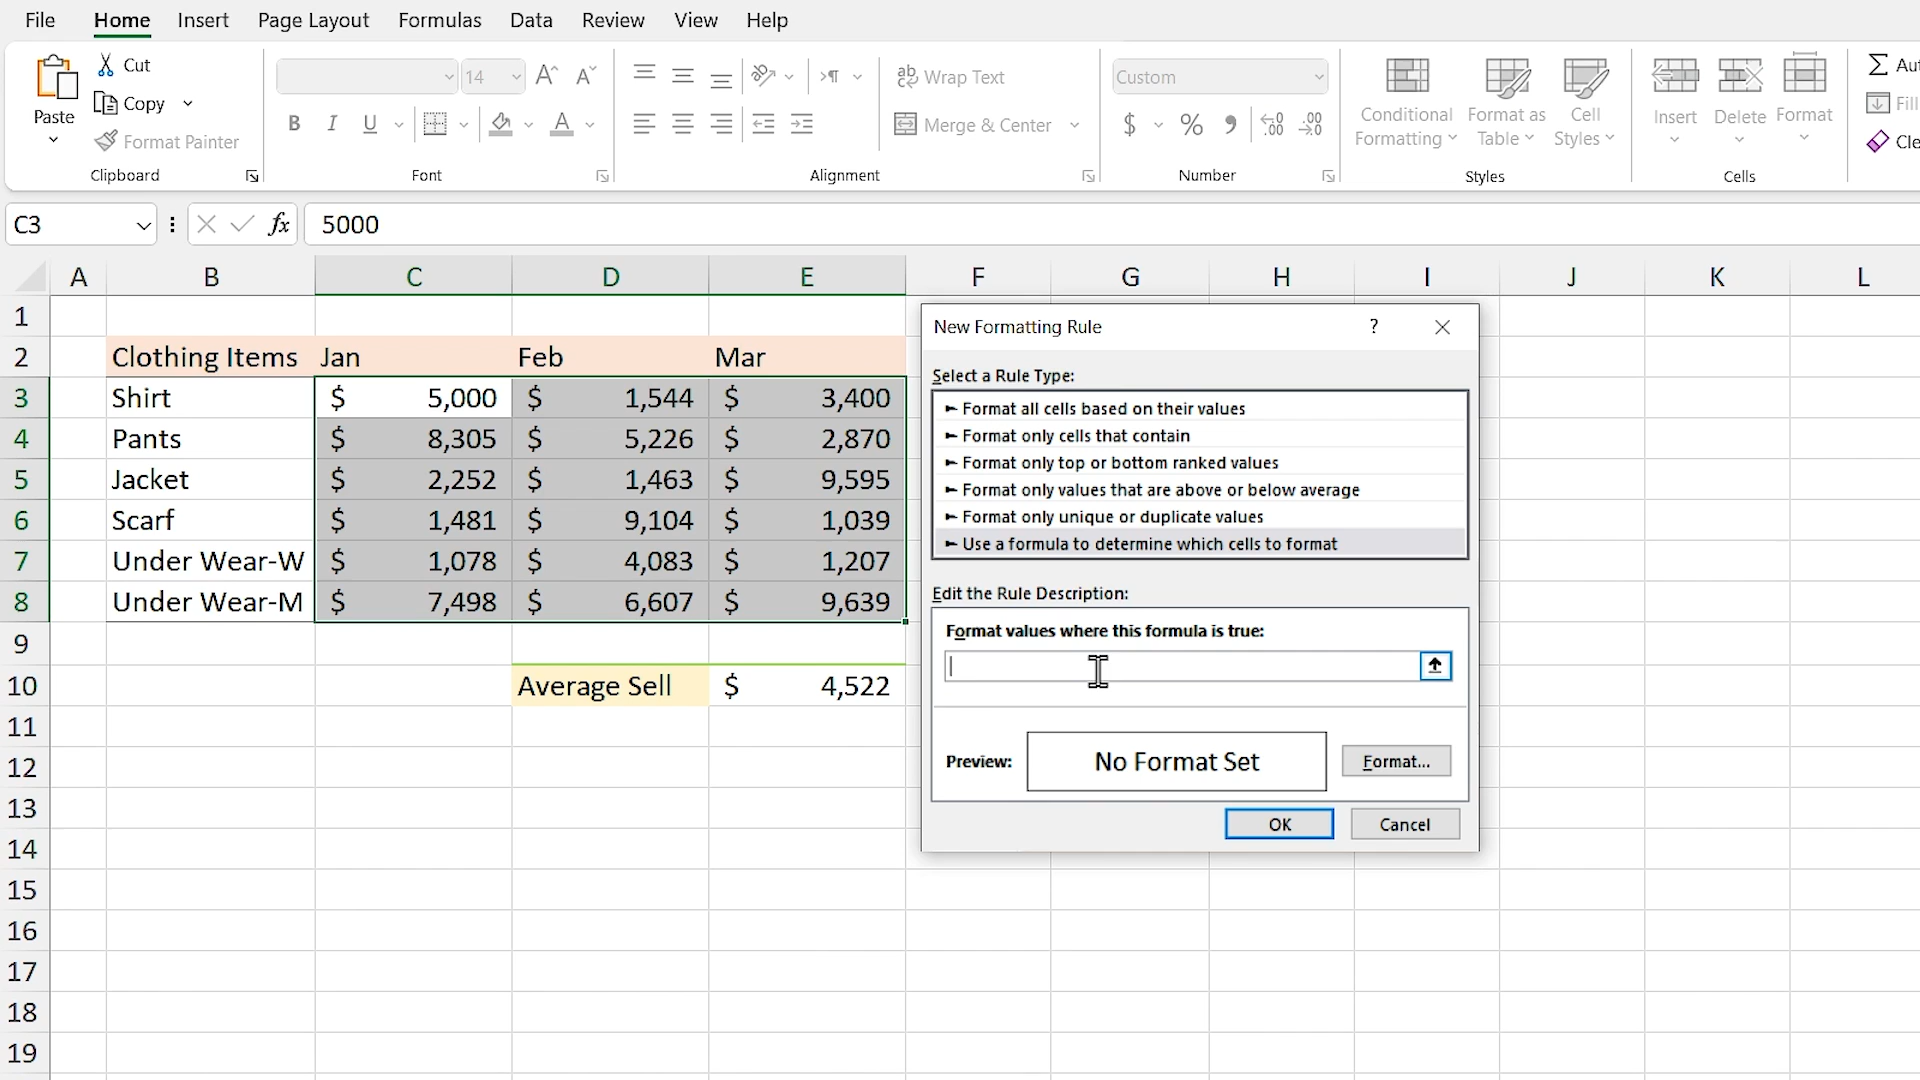 File Home Insert Page Layout Formulas Data Review View Help
Paste
Cut
Copy
Format Painter
Clipboard
14
B I U A
Font
ab Wrap Text
Merge & Center
Alignment
Custom
$ % 9 .00
Number
Conditional Formatting
Format as Table
Cell Styles
Styles
Insert Delete Format
Cells
Σ Aut
Fill
Cle
C3 fx 5000
A B C D E F G H I J K L
1
2 Clothing Items Jan Feb Mar
3 Shirt $ 5,000 $ 1,544 $ 3,400
4 Pants $ 8,305 $ 5,226 $ 2,870
5 Jacket $ 2,252 $ 1,463 $ 9,595
6 Scarf $ 1,481 $ 9,104 $ 1,039
7 Under Wear-W $ 1,078 $ 4,083 $ 1,207
8 Under Wear-M $ 7,498 $ 6,607 $ 9,639
9
10 Average Sell $ 4,522
11
12
13
14
15
16
17
18
19
New Formatting Rule ?
Select a Rule Type:
► Format all cells based on their values
► Format only cells that contain
► Format only top or bottom ranked values
► Format only values that are above or below average
► Format only unique or duplicate values
► Use a formula to determine which cells to format
Edit the Rule Description:
Format values where this formula is true:
Preview: No Format Set Format...
OK Cancel